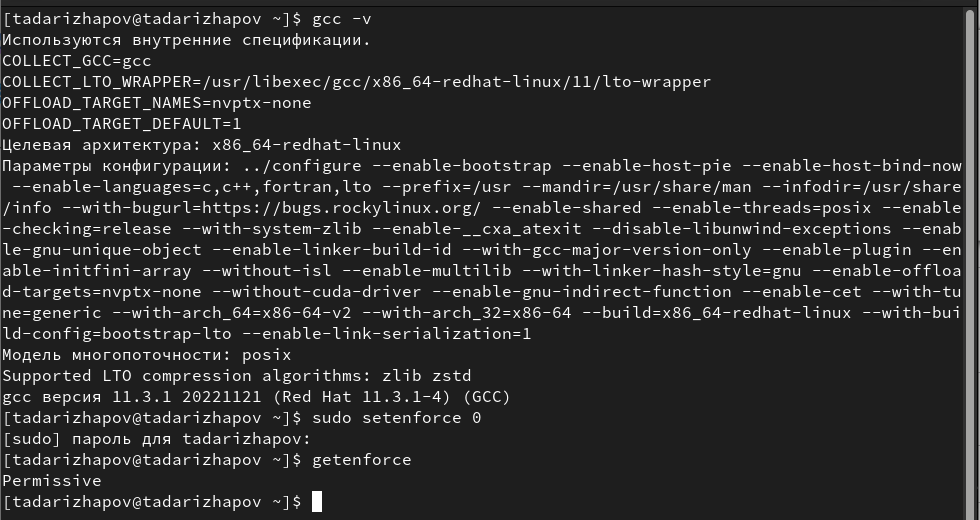 [tadarizhapov@tadarizhapov ~]$ gcc -v
Используются внутренние спецификации.
COLLECT_GCC=gcc
COLLECT_LTO_WRAPPER=/usr/libexec/gcc/x86_64-redhat-linux/11/lto-wrapper
OFFLOAD_TARGET_NAMES=nvptx-none
OFFLOAD_TARGET_DEFAULT=1
Целевая архитектура: x86_64-redhat-linux
Параметры конфигурации: ../configure --enable-bootstrap --enable-host-pie --enable-host-bind-now
 --enable-languages=c,c++,fortran,lto --prefix=/usr --mandir=/usr/share/man --infodir=/usr/share
/info --with-bugurl=https://bugs.rockylinux.org/ --enable-shared --enable-threads=posix --enable
-checking=release --with-system-zlib --enable-__cxa_atexit --disable-libunwind-exceptions --enab
le-gnu-unique-object --enable-linker-build-id --with-gcc-major-version-only --enable-plugin --en
able-initfini-array --without-isl --enable-multilib --with-linker-hash-style=gnu --enable-offloa
d-targets=nvptx-none --without-cuda-driver --enable-gnu-indirect-function --enable-cet --with-tu
ne=generic --with-arch_64=x86-64-v2 --with-arch_32=x86-64 --build=x86_64-redhat-linux --with-bui
ld-config=bootstrap-lto --enable-link-serialization=1
Модель многопоточности: posix
Supported LTO compression algorithms: zlib zstd
gcc версия 11.3.1 20221121 (Red Hat 11.3.1-4) (GCC)
[tadarizhapov@tadarizhapov ~]$ sudo setenforce 0
[sudo] пароль для tadarizhapov:
[tadarizhapov@tadarizhapov ~]$ getenforce
Permissive
[tadarizhapov@tadarizhapov ~]$